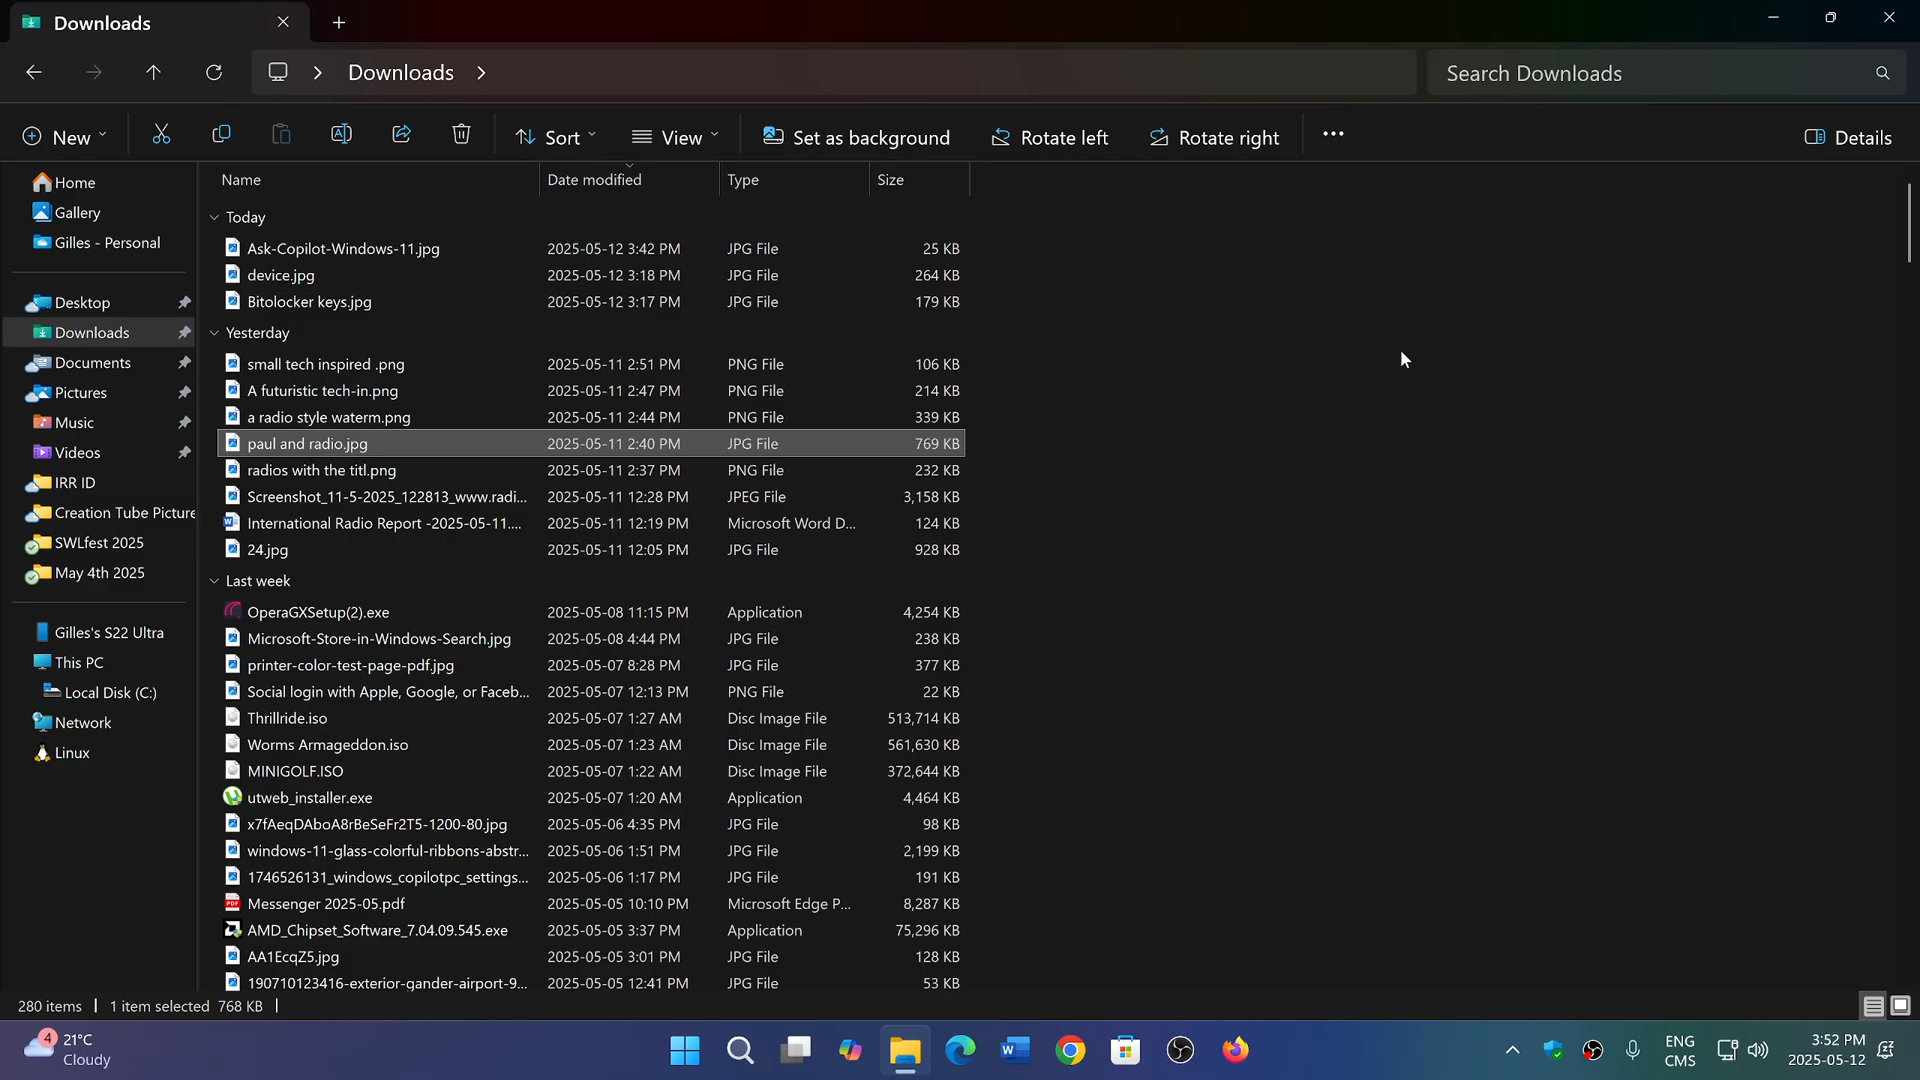 Downloads
Downloads
Search Downloads
New
Sort
View
Set as background
Rotate left
Rotate right
Details
Name Date modified Type Size
Home
Gallery
Gilles - Personal
Desktop
Downloads
Documents
Pictures
Music
Videos
IRR ID
Creation Tube Picture
SWLfest 2025
May 4th 2025
Gilles's S22 Ultra
This PC
Local Disk (C:)
Network
Linux
Today
Ask-Copilot-Windows-11.jpg 2025-05-12 3:42 PM JPG File 25 KB
device.jpg 2025-05-12 3:18 PM JPG File 264 KB
Bitolocker keys.jpg 2025-05-12 3:17 PM JPG File 179 KB
Yesterday
small tech inspired .png 2025-05-11 2:51 PM PNG File 106 KB
A futuristic tech-in.png 2025-05-11 2:47 PM PNG File 214 KB
a radio style waterm.png 2025-05-11 2:44 PM PNG File 339 KB
paul and radio.jpg 2025-05-11 2:40 PM JPG File 769 KB
radios with the titl.png 2025-05-11 2:37 PM PNG File 232 KB
Screenshot_11-5-2025_122813_www.radi... 2025-05-11 12:28 PM JPEG File 3,158 KB
International Radio Report -2025-05-11.... 2025-05-11 12:19 PM Microsoft Word D... 124 KB
24.jpg 2025-05-11 12:05 PM JPG File 928 KB
Last week
OperaGXSetup(2).exe 2025-05-08 11:15 PM Application 4,254 KB
Microsoft-Store-in-Windows-Search.jpg 2025-05-08 4:44 PM JPG File 238 KB
printer-color-test-page-pdf.jpg 2025-05-07 8:28 PM JPG File 377 KB
Social login with Apple, Google, or Faceb... 2025-05-07 12:13 PM PNG File 22 KB
Thrillride.iso 2025-05-07 1:27 AM Disc Image File 513,714 KB
Worms Armageddon.iso 2025-05-07 1:23 AM Disc Image File 561,630 KB
MINIGOLF.ISO 2025-05-07 1:22 AM Disc Image File 372,644 KB
utweb_installer.exe 2025-05-07 1:20 AM Application 4,464 KB
x7fAeqDAboA8rBeSeFr2T5-1200-80.jpg 2025-05-06 4:35 PM JPG File 98 KB
windows-11-glass-colorful-ribbons-abstr... 2025-05-06 1:51 PM JPG File 2,199 KB
1746526131_windows_copilotpc_settings... 2025-05-06 1:17 PM JPG File 191 KB
Messenger 2025-05.pdf 2025-05-05 10:10 PM Microsoft Edge P... 8,287 KB
AMD_Chipset_Software_7.04.09.545.exe 2025-05-05 3:37 PM Application 75,296 KB
AA1EcqZ5.jpg 2025-05-05 3:01 PM JPG File 128 KB
190710123416-exterior-gander-airport-9... 2025-05-05 12:41 PM JPG File 53 KB
280 items 1 item selected 768 KB
4
21°C
Cloudy
ENG
CMS
3:52 PM
2025-05-12